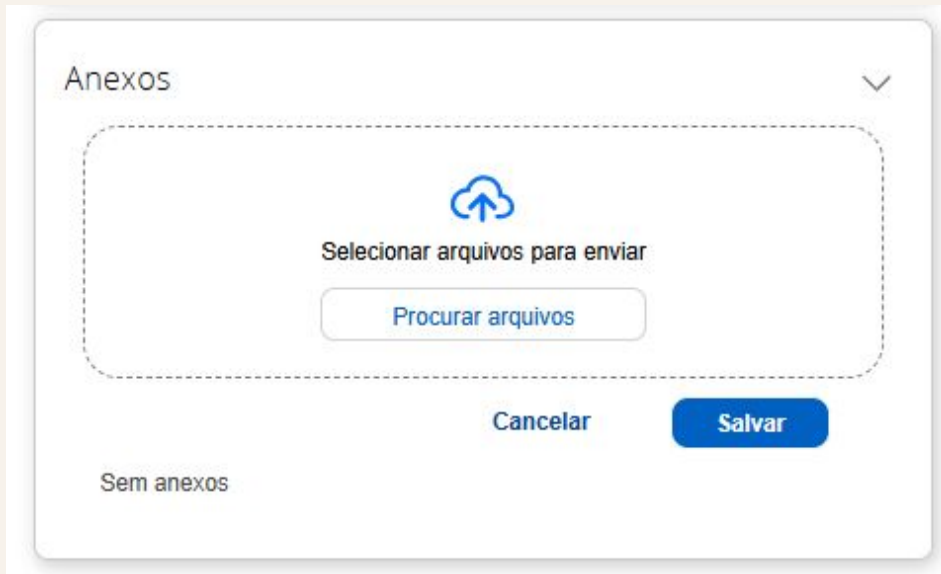 Anexos
Selecionar arquivos para enviar
Procurar arquivos
Cancelar Salvar
Sem anexos